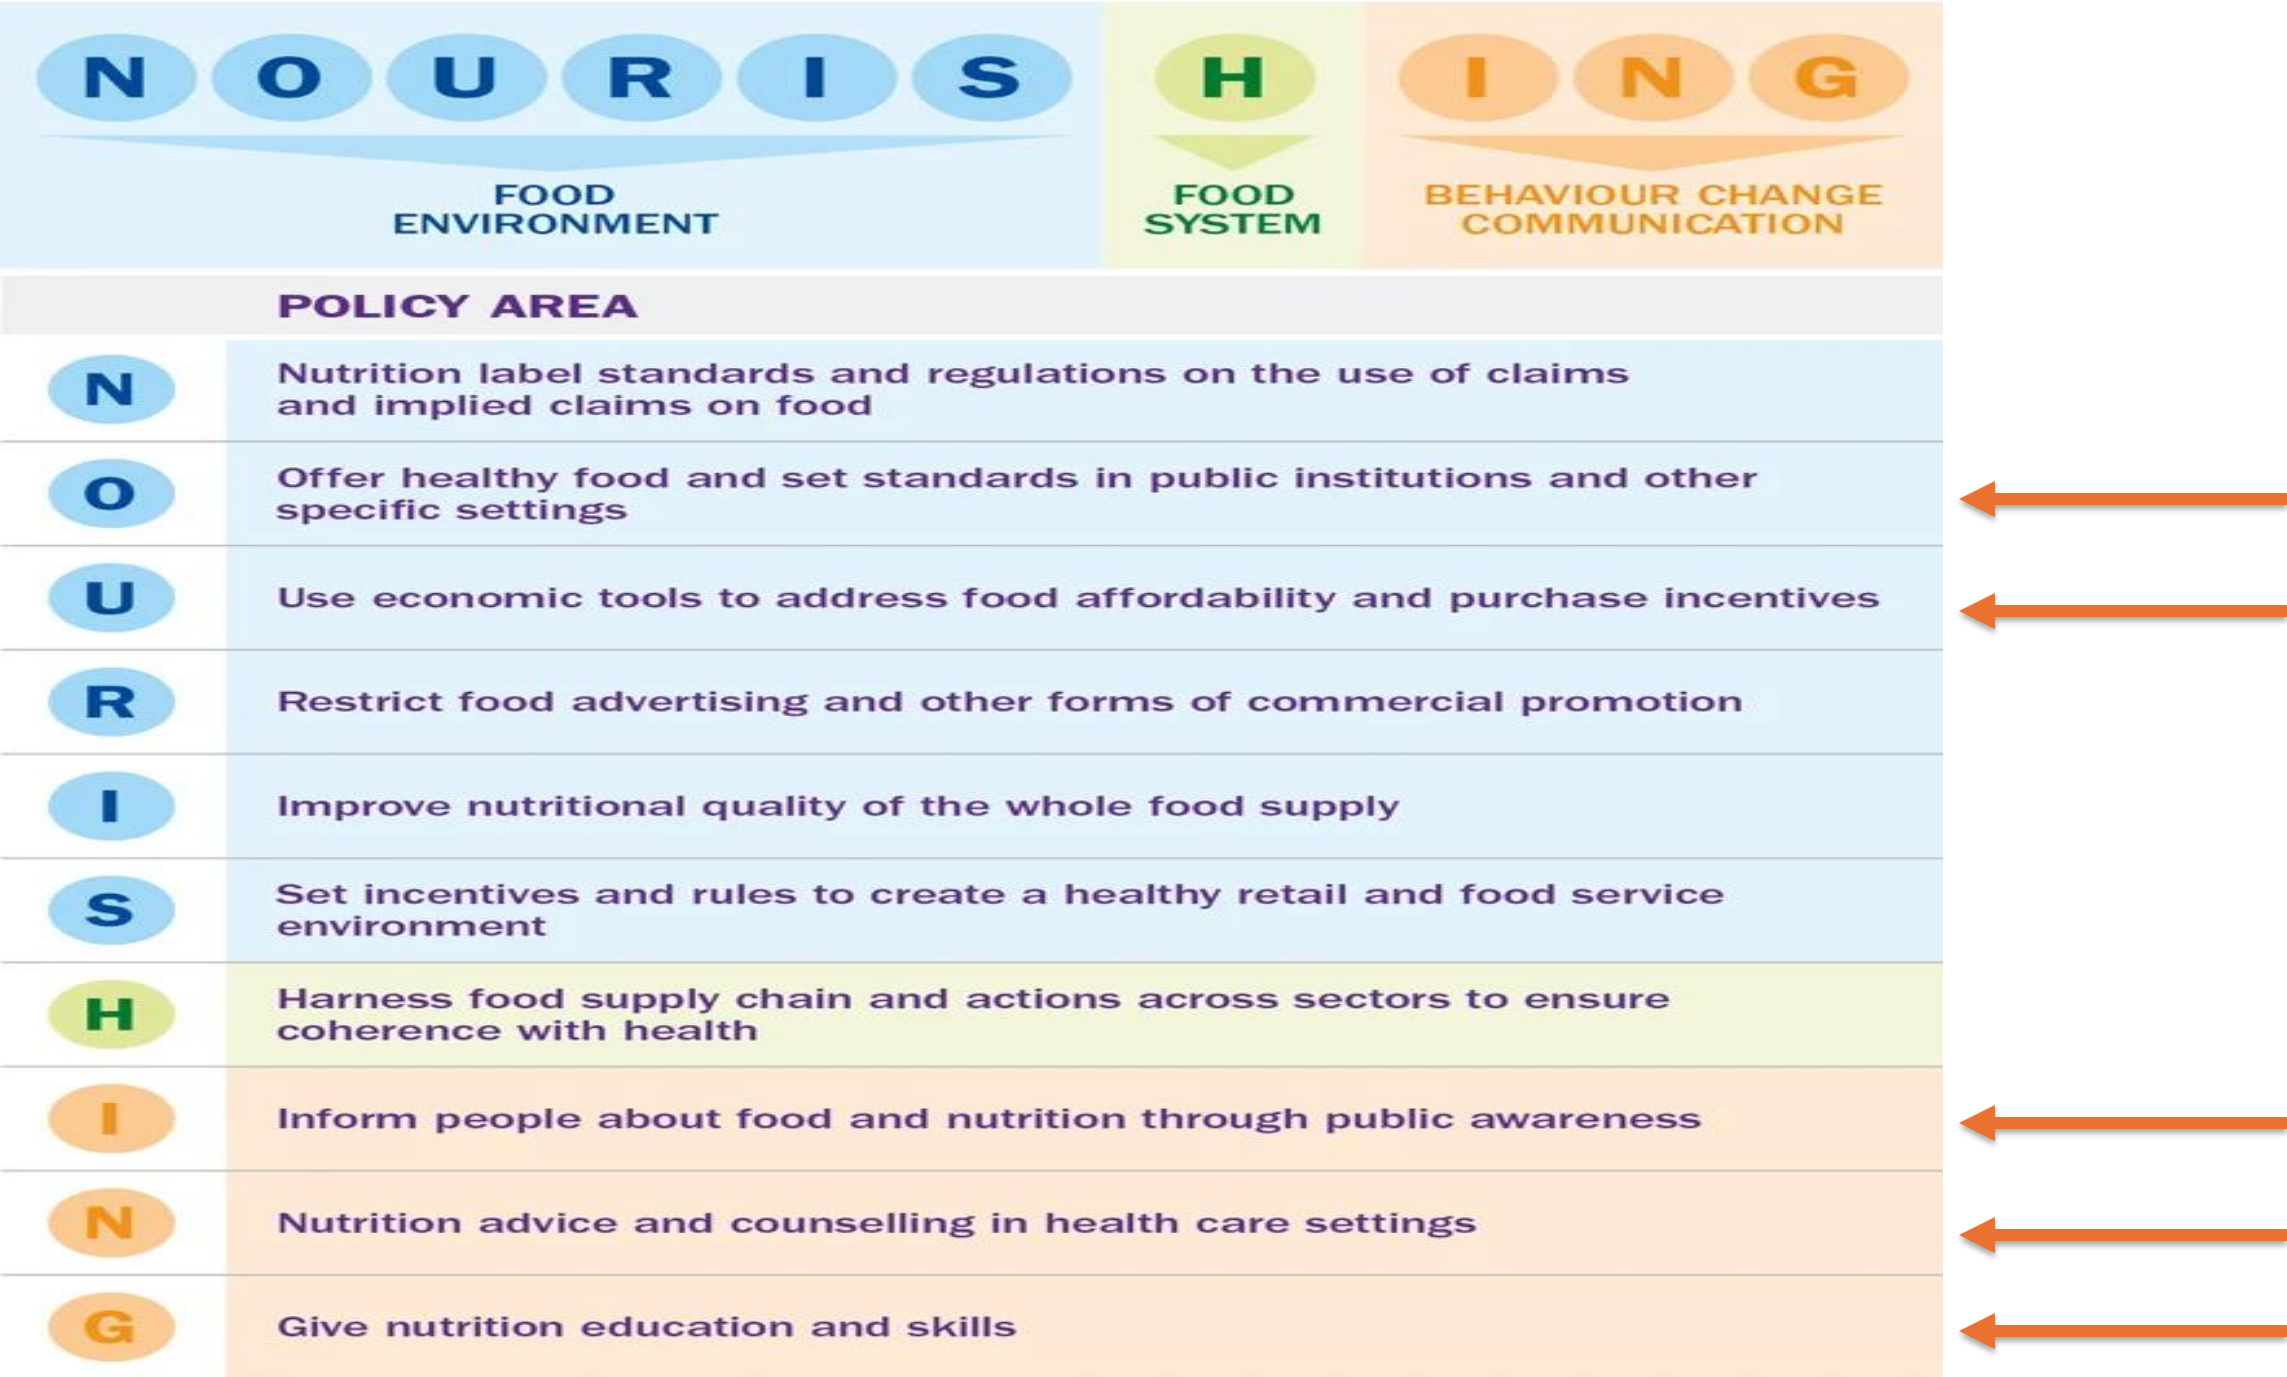 N O U R I S H I N G
FOOD
ENVIRONMENT
FOOD
SYSTEM
BEHAVIOUR CHANGE
COMMUNICATION
POLICY AREA
N
Nutrition label standards and regulations on the use of claims
and implied claims on food
O
Offer healthy food and set standards in public institutions and other
specific settings
U
Use economic tools to address food affordability and purchase incentives
R
Restrict food advertising and other forms of commercial promotion
I
Improve nutritional quality of the whole food supply
S
Set incentives and rules to create a healthy retail and food service
environment
H
Harness food supply chain and actions across sectors to ensure
coherence with health
I
Inform people about food and nutrition through public awareness
N
Nutrition advice and counselling in health care settings
G
Give nutrition education and skills